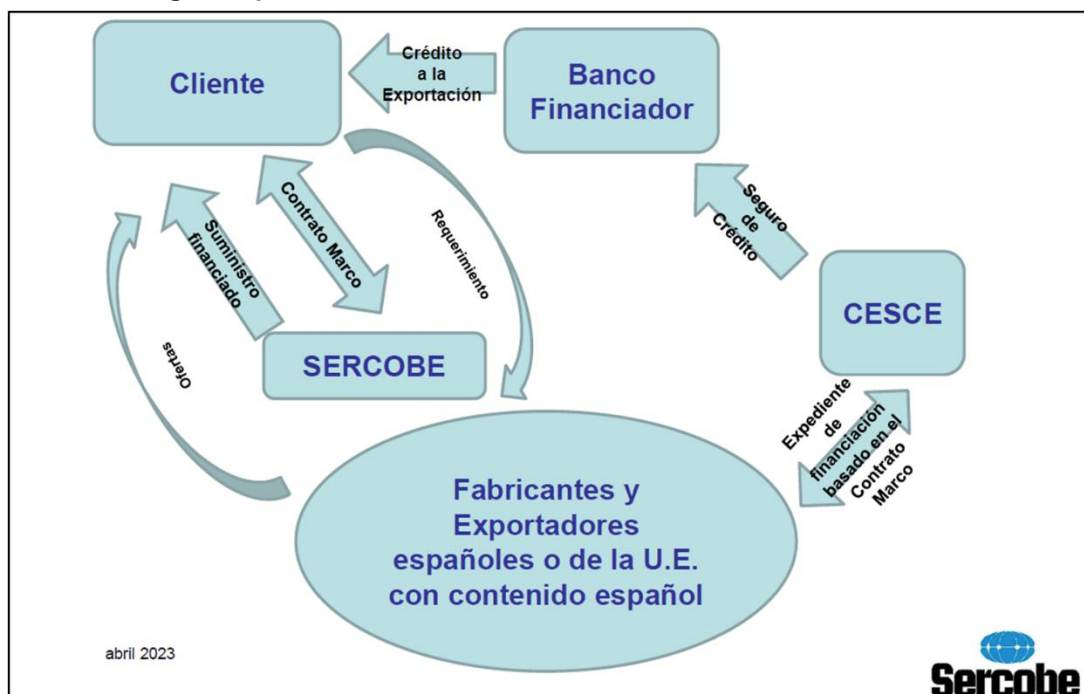 Cliente
Crédito
a la
Exportación
Banco
Financiador
Contrato Marco
Requerimiento
Suministro
financiado
Ofertas
Seguro
de
Crédito
SERCOBE
CESCE
Expediente
de
financiación
basado en el
Contrato
Marco
Fabricantes y
Exportadores
españoles o de la U.E.
con contenido español
abril 2023
Sercobe